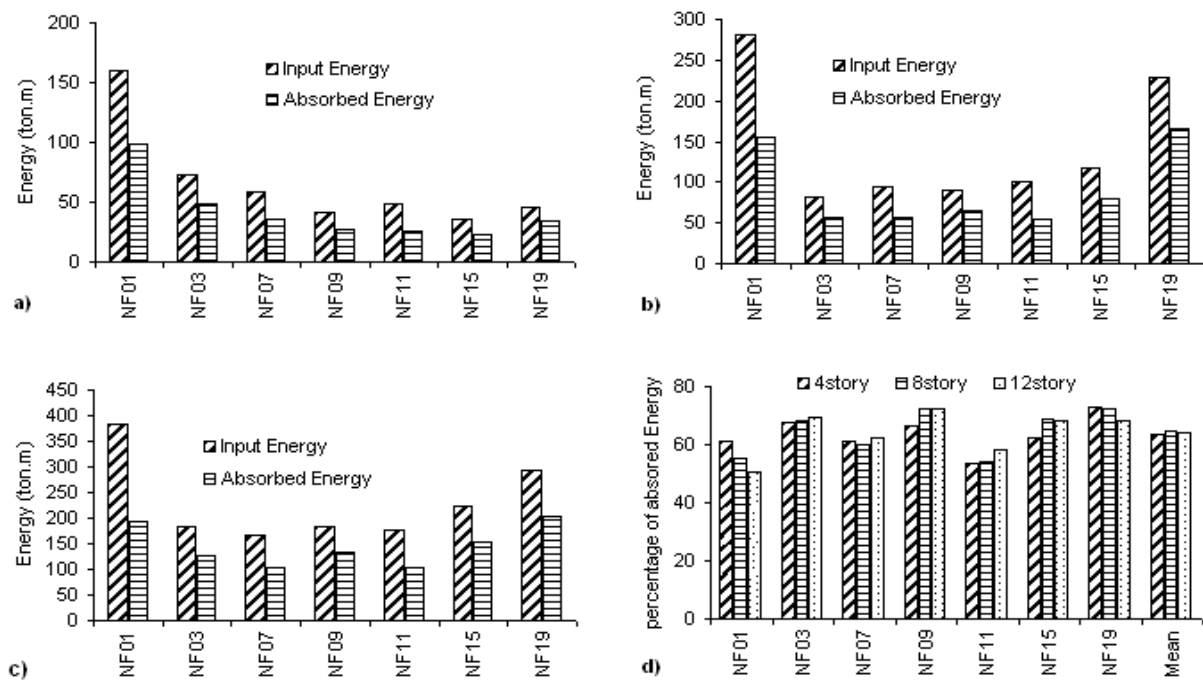 200
150
100
50
0
Energy (ton.m)
Input Energy
Absorbed Energy
NF01 NF03 NF07 NF09 NF11 NF15 NF19
a)
300
250
200
150
100
50
0
Energy (ton.m)
Input Energy
Absorbed Energy
NF01 NF03 NF07 NF09 NF11 NF15 NF19
b)
450
400
350
300
250
200
150
100
50
0
Energy (ton.m)
Input Energy
Absorbed Energy
NF01 NF03 NF07 NF09 NF11 NF15 NF19
c)
80
60
40
20
0
percentage of absored Energy
4story 8story 12story
NF01 NF03 NF07 NF09 NF11 NF15 NF19 Mean
d)